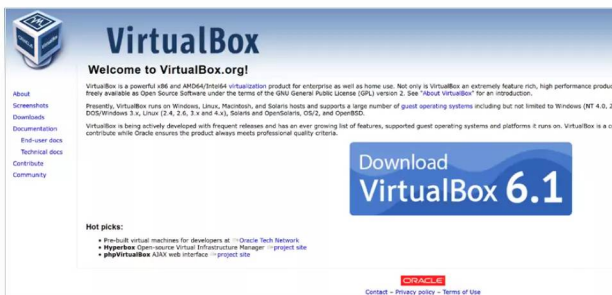 VirtualBox
Welcome to VirtualBox.org!
VirtualBox is a powerful x86 and AMD64/Intel64 virtualization product for enterprise as well as home use. Not only is VirtualBox an extremely feature rich, high performance produc
freely available as Open Source Software under the terms of the GNU General Public License (GPL) version 2. See "About VirtualBox" for an introduction.
Presently, VirtualBox runs on Windows, Linux, Macintosh, and Solaris hosts and supports a large number of guest operating systems including but not limited to Windows (NT 4.0, 2
DOS/Windows 3.x, Linux (2.4, 2.6, 3.x and 4.x), Solaris and OpenSolaris, OS/2, and OpenBSD.
VirtualBox is being actively developed with frequent releases and has an ever growing list of features, supported guest operating systems and platforms it runs on. VirtualBox is a c
contribute while Oracle ensures the product always meets professional quality criteria.
About
Screenshots
Downloads
Documentation
End-user docs
Technical docs
Contribute
Community
Download
VirtualBox 6.1
Hot picks:
• Pre-built virtual machines for developers at Oracle Tech Network
• Hyperbox Open-source Virtual Infrastructure Manager project site
• phpVirtualBox AJAX web interface project site
ORACLE
Contact – Privacy policy – Terms of Use